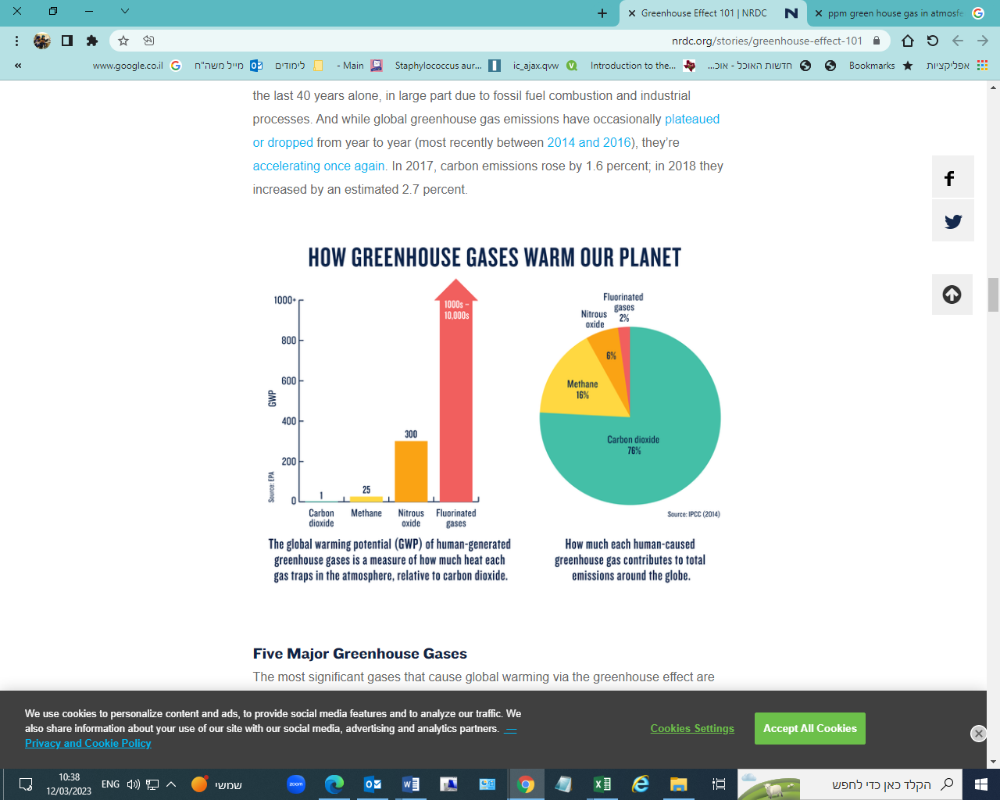 Greenhouse Effect 101 | NRDC
ppm green house gas in atmosfe
nrdc.org/stories/greenhouse-effect-101
www.google.co.il
מייל משה"ח
לימודים
- Main
Staphylococcus aur...
ic_ajax.qvw
Introduction to the...
חדשות האוכל - אוכ...
Bookmarks
אפליקציות
the last 40 years alone, in large part due to fossil fuel combustion and industrial
processes. And while global greenhouse gas emissions have occasionally plateaued
or dropped from year to year (most recently between 2014 and 2016), they’re
accelerating once again. In 2017, carbon emissions rose by 1.6 percent; in 2018 they
increased by an estimated 2.7 percent.
HOW GREENHOUSE GASES WARM OUR PLANET
1000+
800
600
400
200
0
GWP
Source: EPA
1
25
300
1000s –
10,000s
Carbon
dioxide
Methane
Nitrous
oxide
Fluorinated
gases
The global warming potential (GWP) of human-generated
greenhouse gases is a measure of how much heat each
gas traps in the atmosphere, relative to carbon dioxide.
Fluorinated
gases
2%
Nitrous
oxide
6%
Methane
16%
Carbon dioxide
76%
Source: IPCC (2014)
How much each human-caused
greenhouse gas contributes to total
emissions around the globe.
Five Major Greenhouse Gases
The most significant gases that cause global warming via the greenhouse effect are
We use cookies to personalize content and ads, to provide social media features and to analyze our traffic. We
also share information about your use of our site with our social media, advertising and analytics partners.
Privacy and Cookie Policy
Cookies Settings
Accept All Cookies
10:38
12/03/2023
ENG
שמשי
zoom
הקלד כאן כדי לחפש